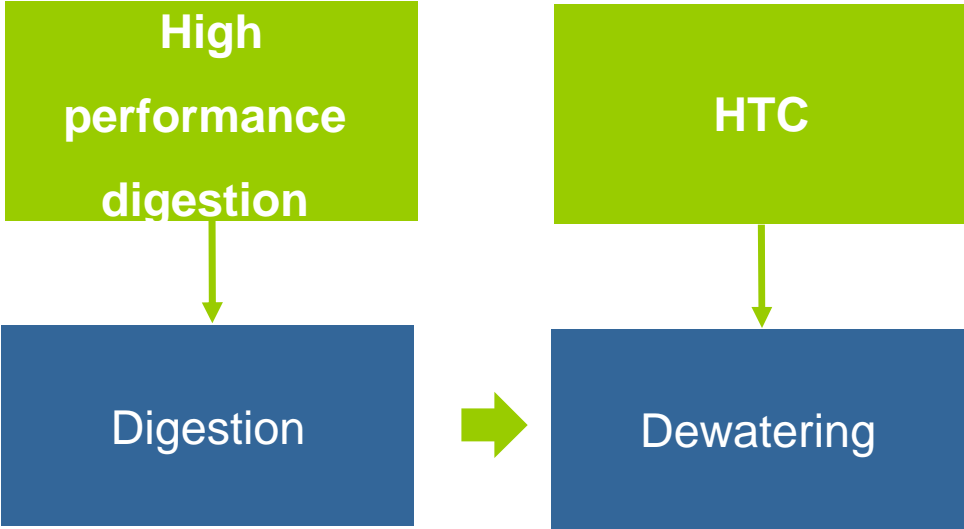 High
performance
digestion
HTC
Digestion
Dewatering